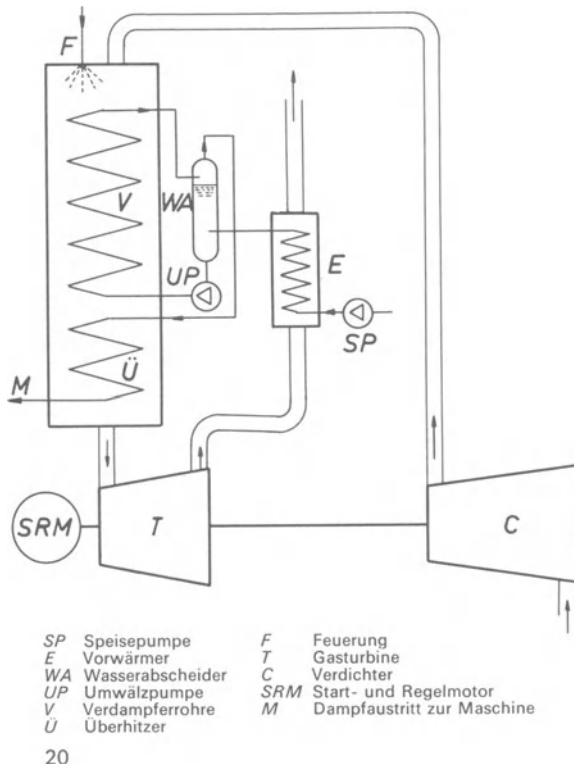 F
V
WA
UP
E
SP
Ü
M
SRM
T
C
SP Speisepumpe
E Vorwärmer
WA Wasserabscheider
UP Umwälzpumpe
V Verdampferrohre
Ü Überhitzer
F Feuerung
T Gasturbine
C Verdichter
SRM Start- und Regelmotor
M Dampfaustritt zur Maschine
20